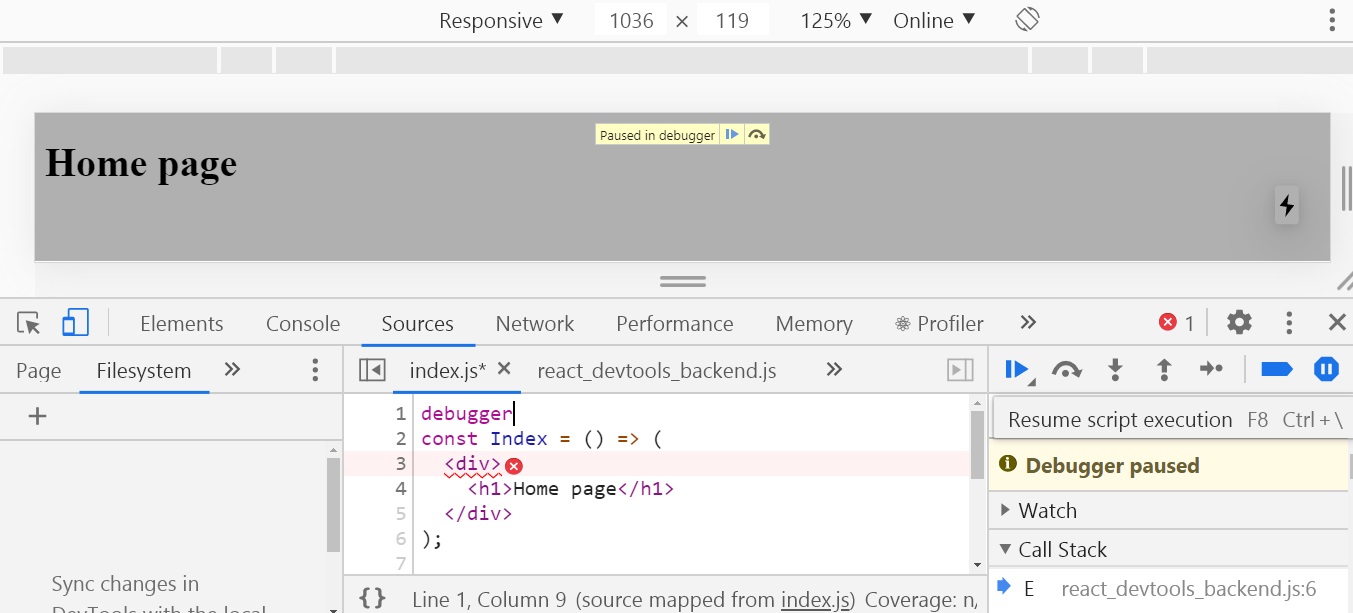 Responsive ▼ 1036 × 119 125% ▼ Online ▼
Paused in debugger
Home page
Elements Console Sources Network Performance Memory Profiler » 1
Page Filesystem »
index.js* × react_devtools_backend.js »
Resume script execution F8 Ctrl + \
1 debugger
2 const Index = () => (
3 <div>
4 <h1>Home page</h1>
5 </div>
6 );
7
Debugger paused
Watch
Call Stack
E react_devtools_backend.js:6
Sync changes in
DevTools with the local
{} Line 1, Column 9 (source mapped from index.js) Coverage: n,